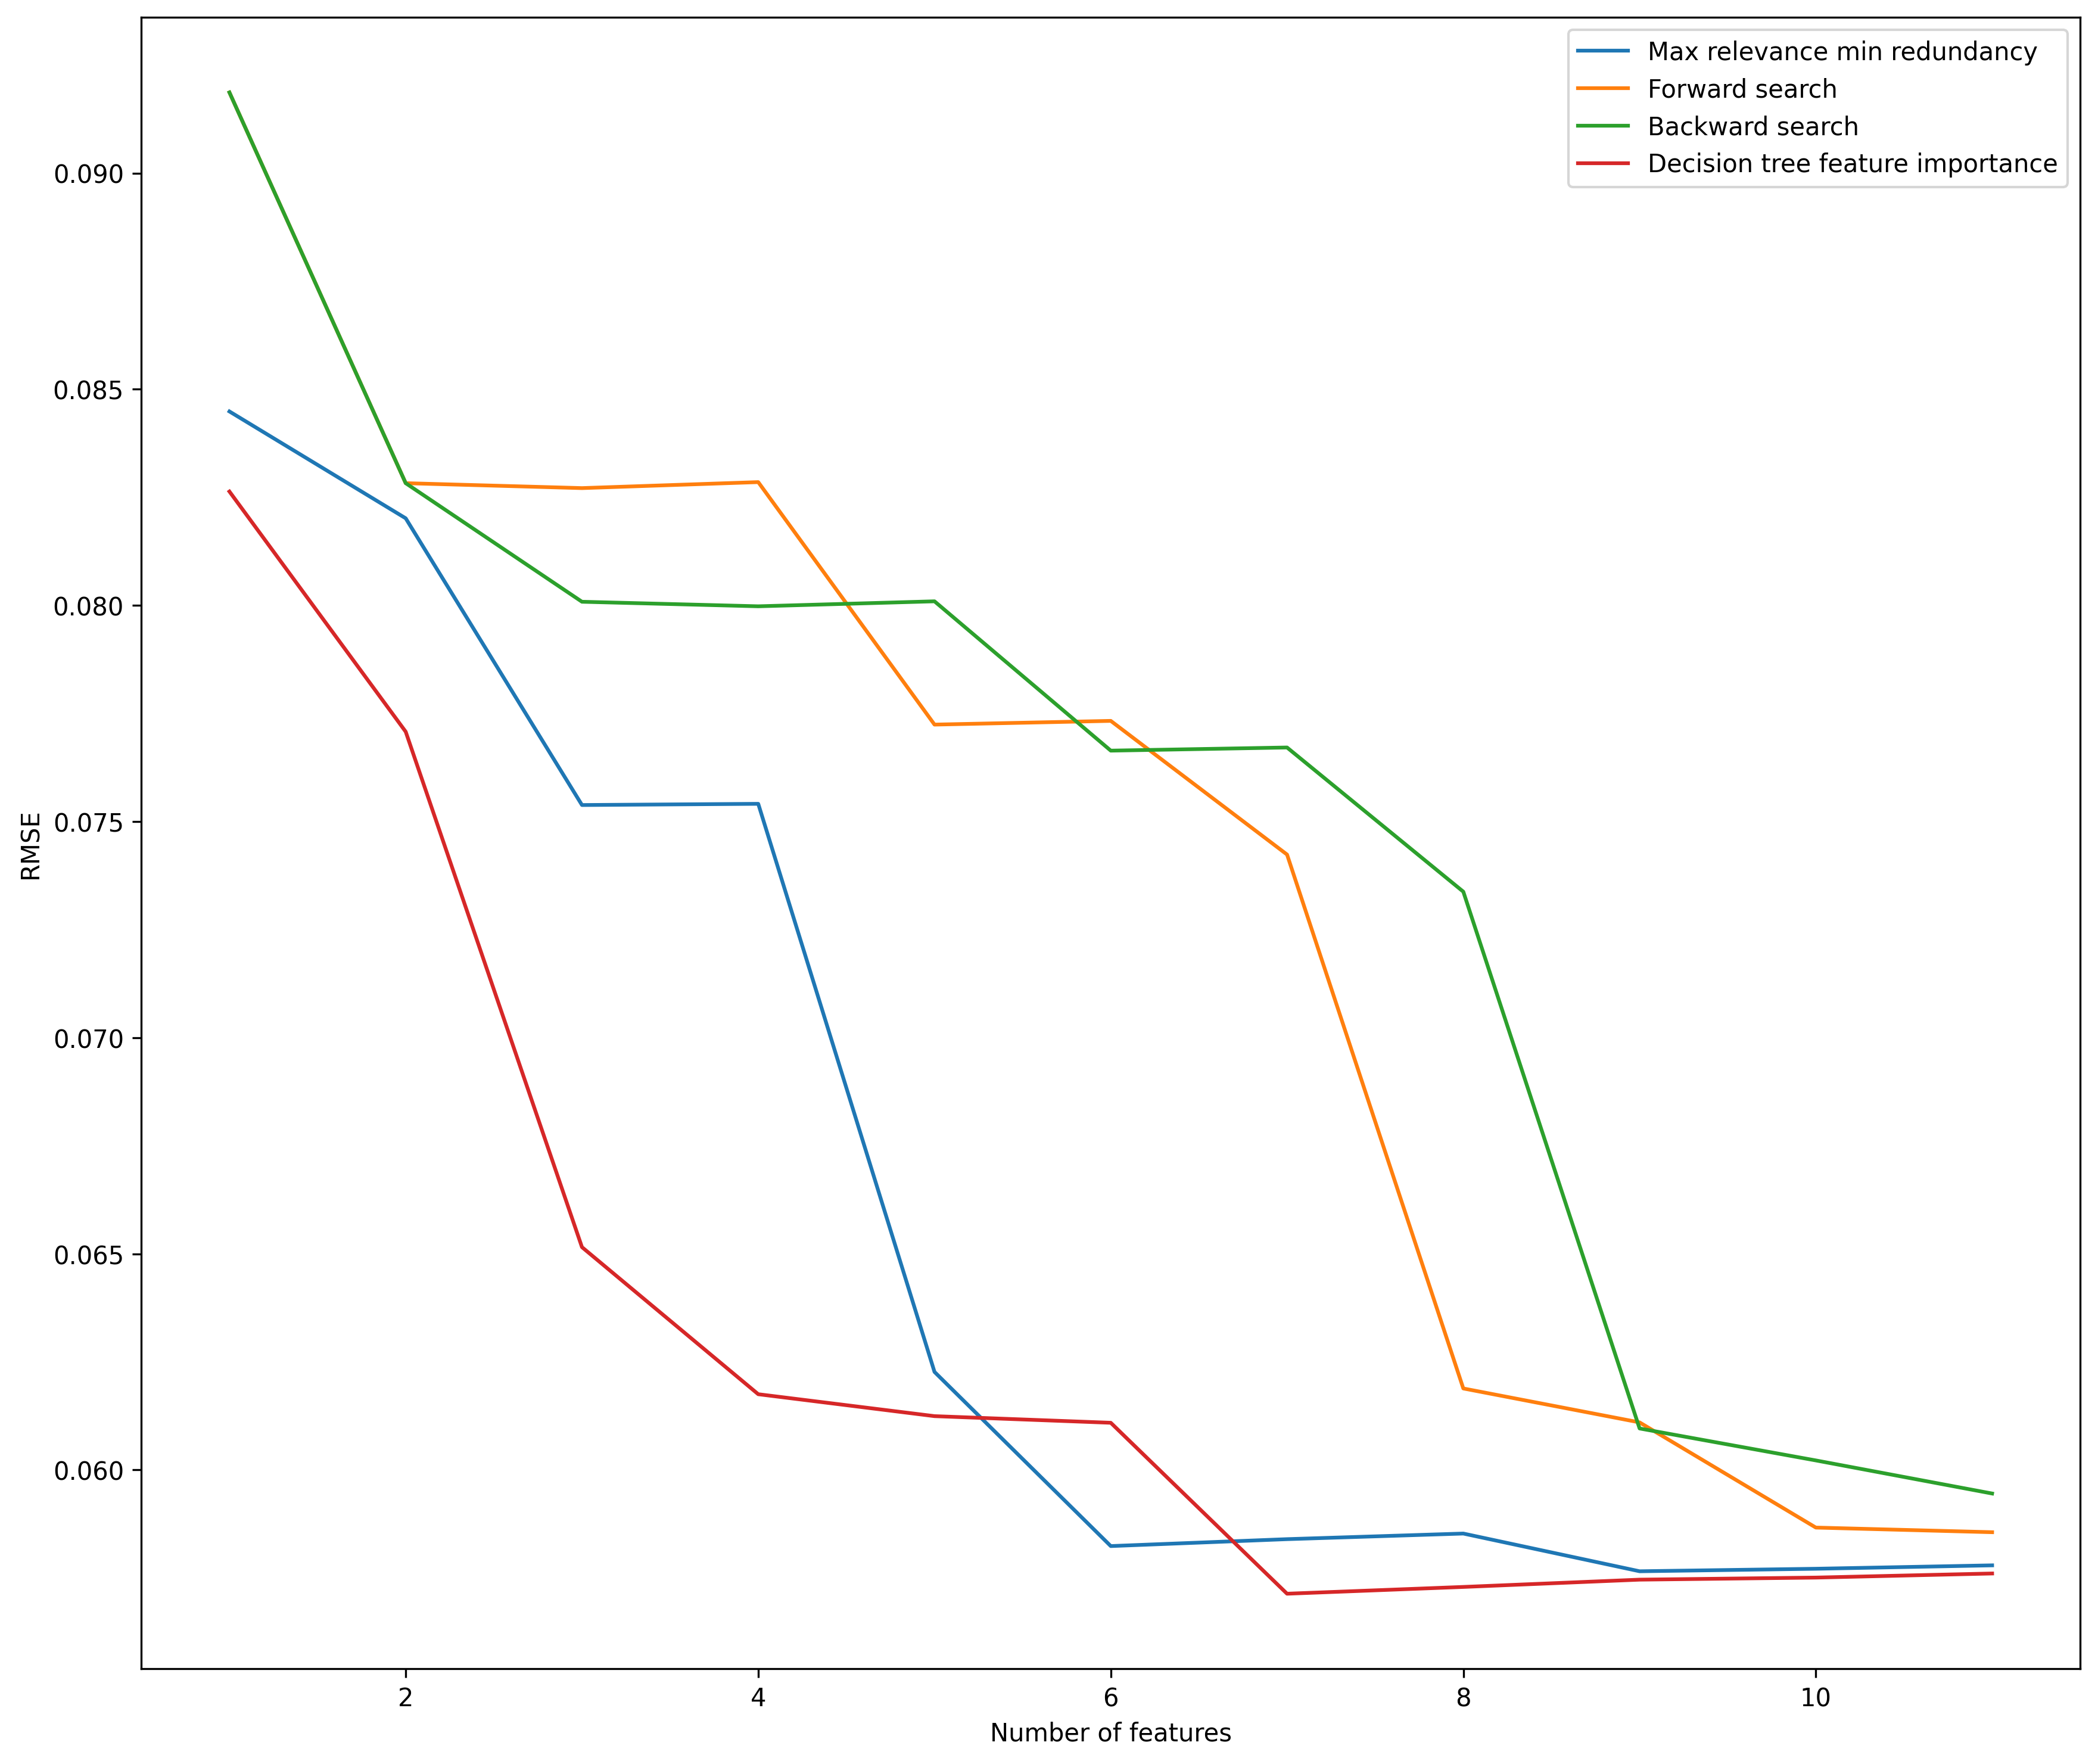 Max relevance min redundancy
Forward search
Backward search
Decision tree feature importance
0.090
0.085
0.080
0.075
0.070
0.065
0.060
RMSE
2 4 6 8 10
Number of features